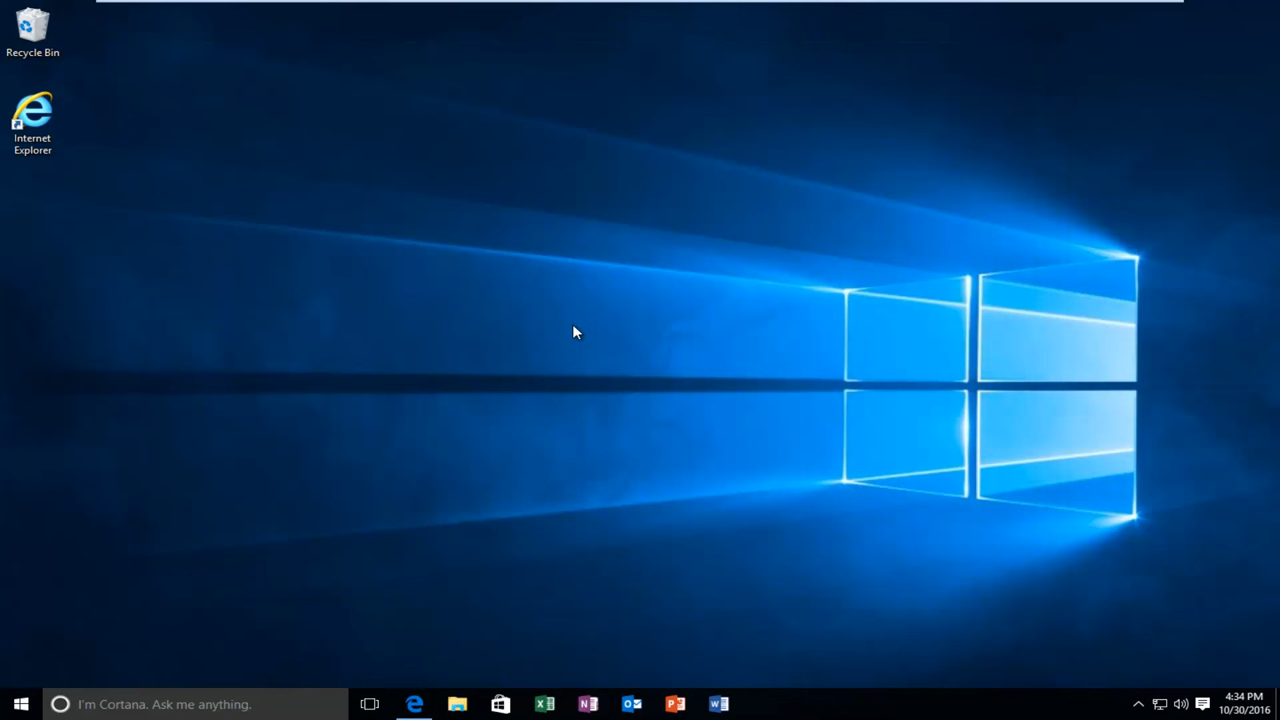 Recycle Bin
Internet
Explorer
I'm Cortana. Ask me anything.
4:34 PM
10/30/2016